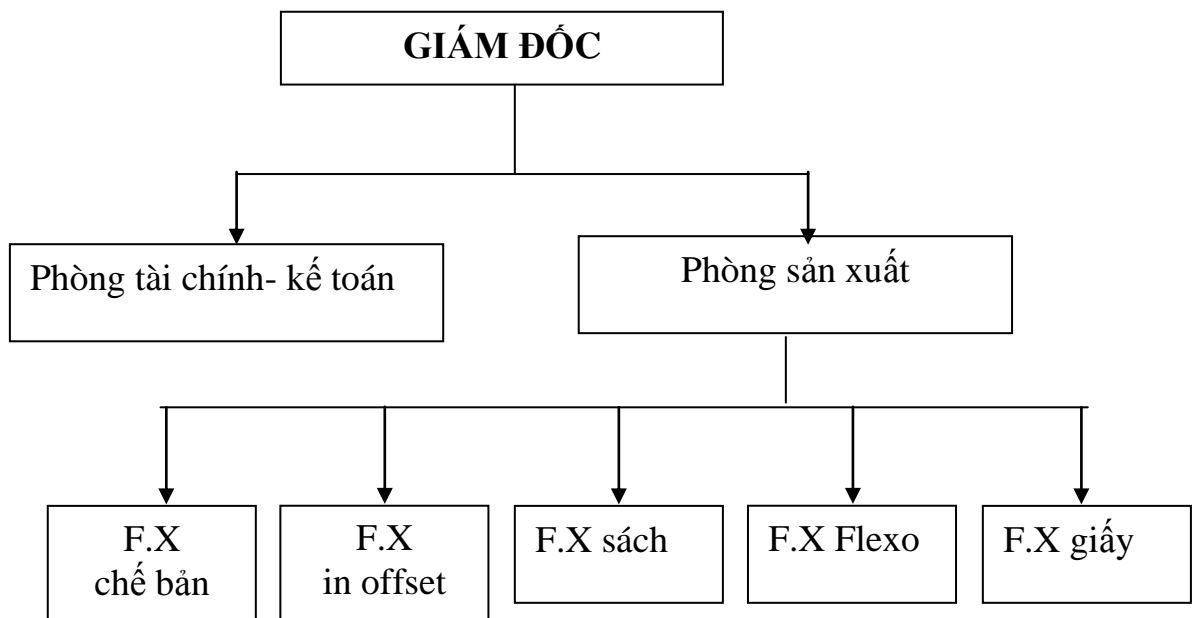 GIÁM ĐỐC
Phòng tài chính- kế toán
Phòng sản xuất
F.X
chế bản
F.X
in offset
F.X sách
F.X Flexo
F.X giấy